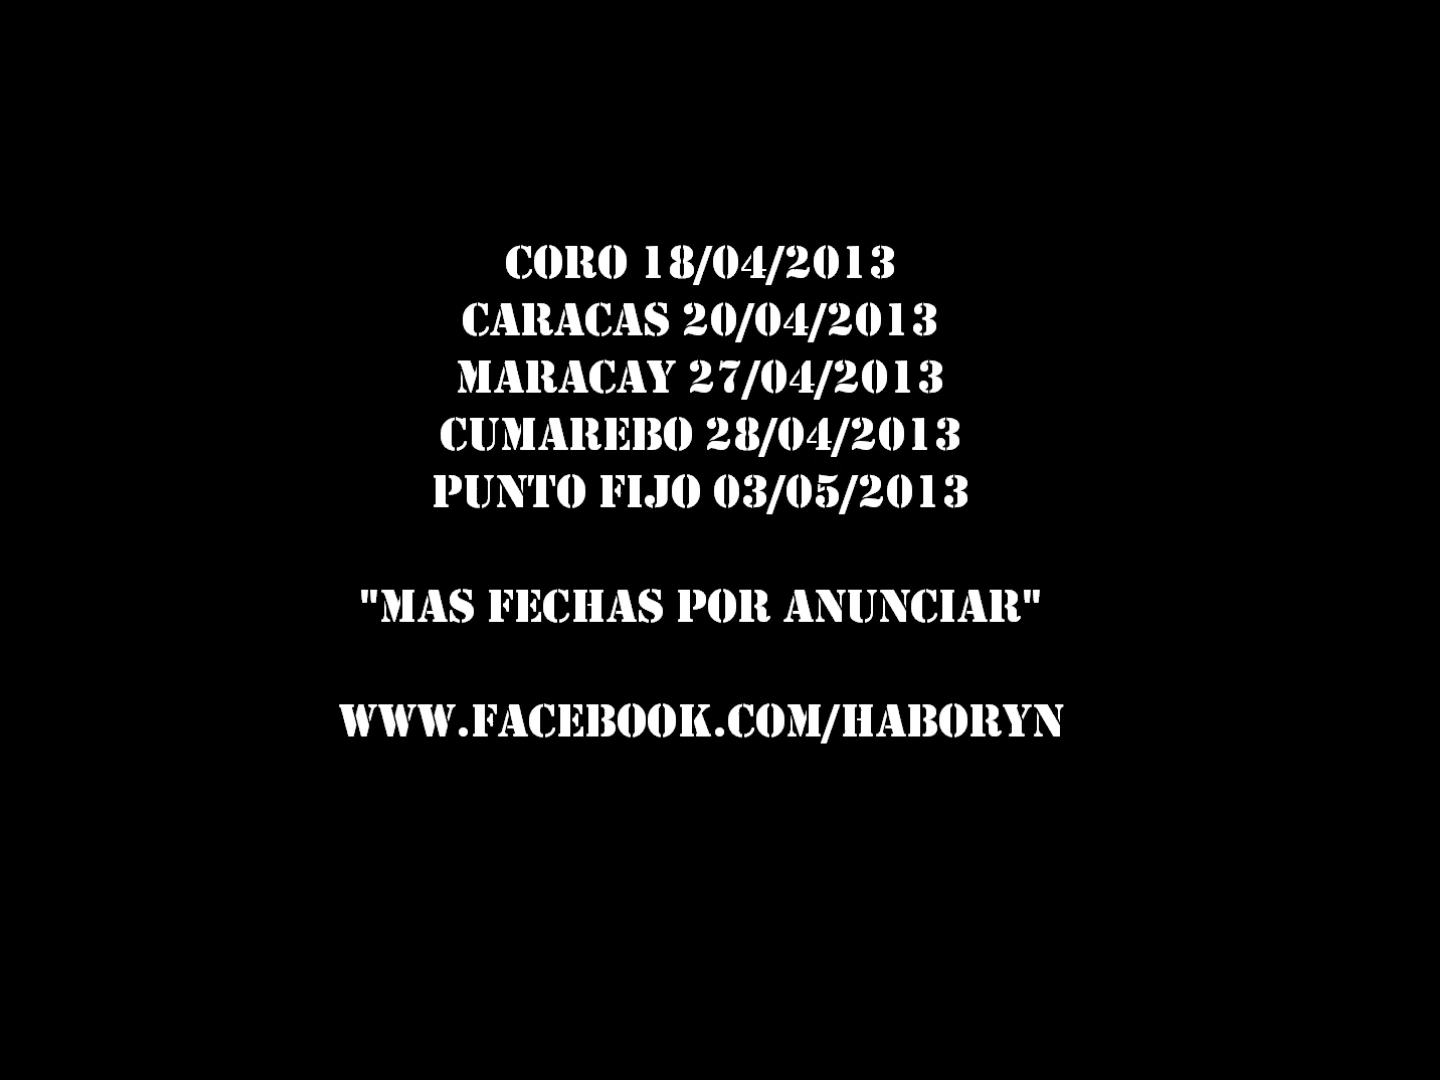 CORO 18/04/2013
CARACAS 20/04/2013
MARACAY 27/04/2013
CUMAREBO 28/04/2013
PUNTO FIJO 03/05/2013
"MAS FECHAS POR ANUNCIAR"
WWW.FACEBOOK.COM/HABORYN